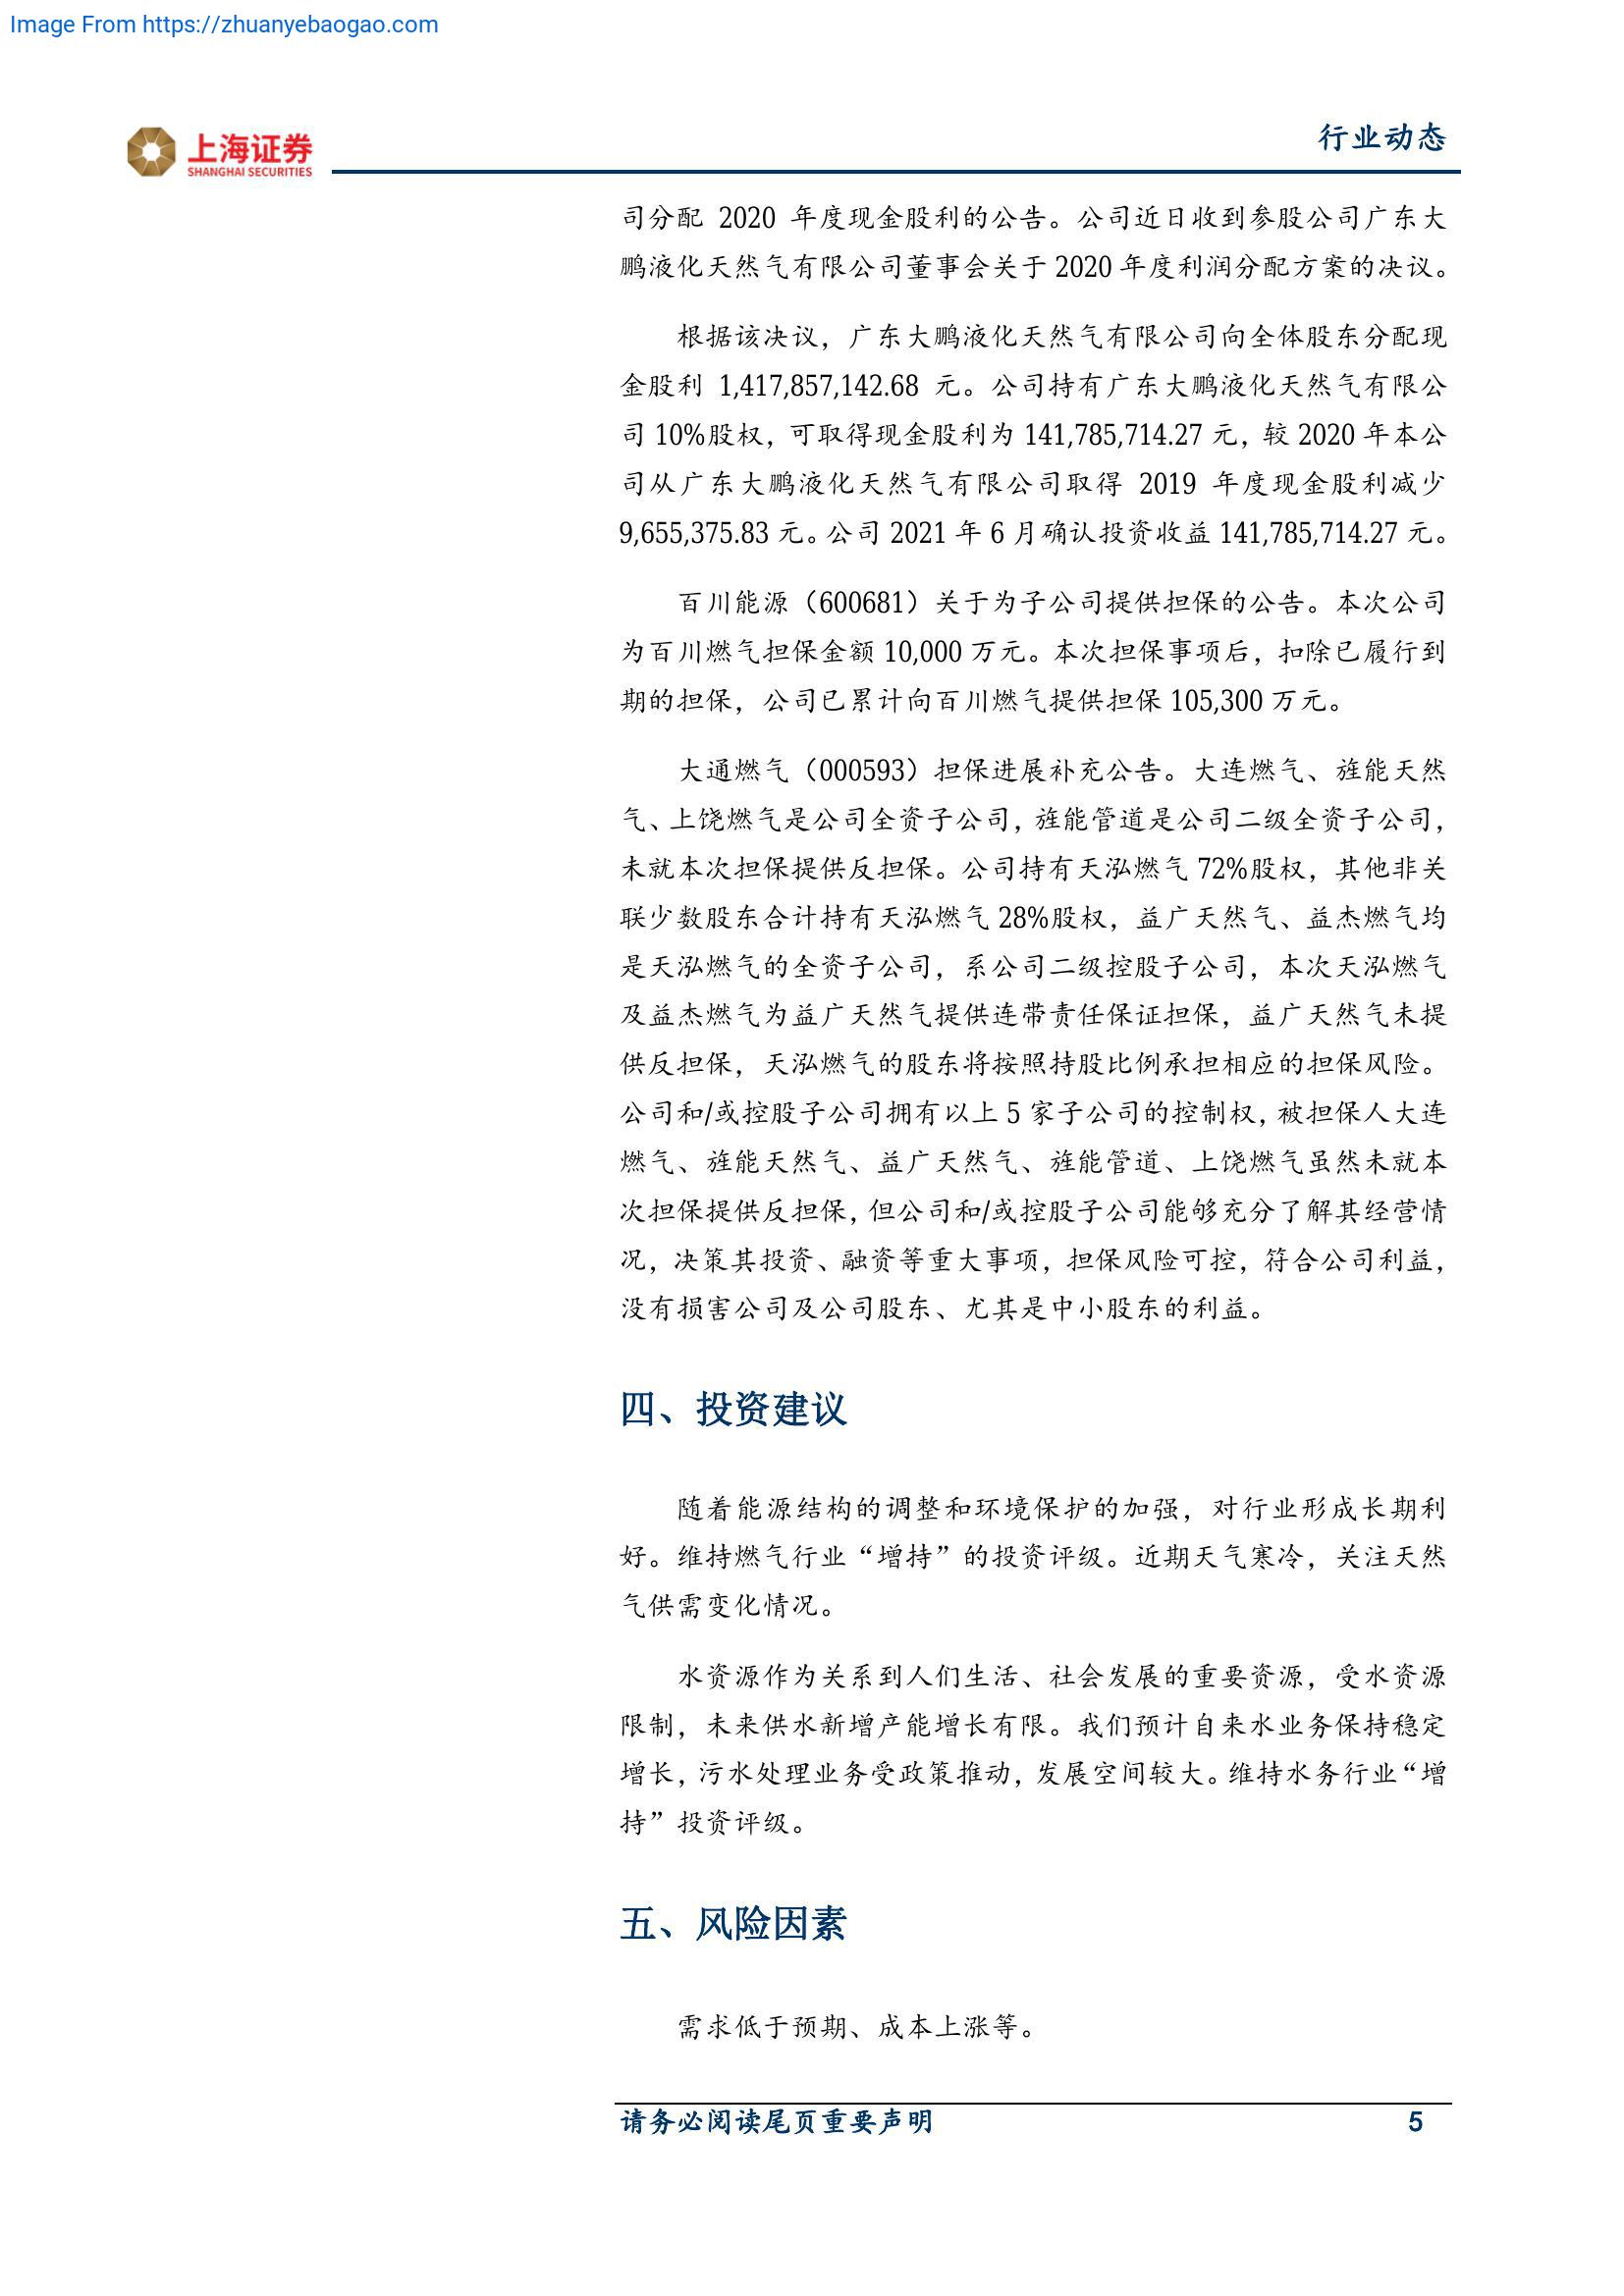 Image From https://zhuanyebaogao.com
上海证券
SHANGHAI SECURITIES
行业动态
司分配 2020 年度现金股利的公告。公司近日收到参股公司广东大
鹏液化天然气有限公司董事会关于 2020 年度利润分配方案的决议。
根据该决议，广东大鹏液化天然气有限公司向全体股东分配现
金股利 1,417,857,142.68 元。公司持有广东大鹏液化天然气有限公
司 10%股权，可取得现金股利为 141,785,714.27 元，较 2020 年本公
司从广东大鹏液化天然气有限公司取得 2019 年度现金股利减少
9,655,375.83 元。公司 2021 年 6 月确认投资收益 141,785,714.27 元。
百川能源（600681）关于为子公司提供担保的公告。本次公司
为百川燃气担保金额 10,000 万元。本次担保事项后，扣除已履行到
期的担保，公司已累计向百川燃气提供担保 105,300 万元。
大通燃气（000593）担保进展补充公告。大连燃气、旌能天然
气、上饶燃气是公司全资子公司，旌能管道是公司二级全资子公司，
未就本次担保提供反担保。公司持有天泓燃气 72%股权，其他非关
联少数股东合计持有天泓燃气 28%股权，益广天然气、益杰燃气均
是天泓燃气的全资子公司，系公司二级控股子公司，本次天泓燃气
及益杰燃气为益广天然气提供连带责任保证担保，益广天然气未提
供反担保，天泓燃气的股东将按照持股比例承担相应的担保风险。
公司和/或控股子公司拥有以上 5 家子公司的控制权，被担保人大连
燃气、旌能天然气、益广天然气、旌能管道、上饶燃气虽然未就本
次担保提供反担保，但公司和/或控股子公司能够充分了解其经营情
况，决策其投资、融资等重大事项，担保风险可控，符合公司利益，
没有损害公司及公司股东、尤其是中小股东的利益。
四、投资建议
随着能源结构的调整和环境保护的加强，对行业形成长期利
好。维持燃气行业“增持”的投资评级。近期天气寒冷，关注天然
气供需变化情况。
水资源作为关系到人们生活、社会发展的重要资源，受水资源
限制，未来供水新增产能增长有限。我们预计自来水业务保持稳定
增长，污水处理业务受政策推动，发展空间较大。维持水务行业“增
持”投资评级。
五、风险因素
需求低于预期、成本上涨等。
请务必阅读尾页重要声明
5